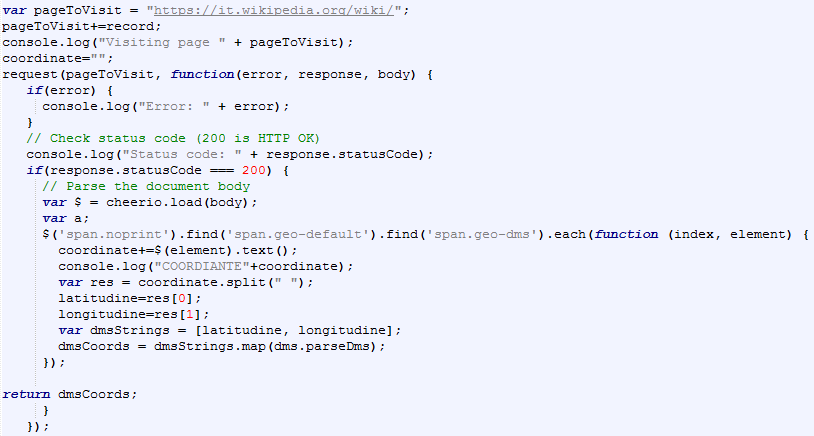 var pageToVisit = "https://it.wikipedia.org/wiki/";
pageToVisit+=record;
console.log("Visiting page " + pageToVisit);
coordinate="";
request(pageToVisit, function(error, response, body) {
   if(error) {
     console.log("Error: " + error);
   }
   // Check status code (200 is HTTP OK)
   console.log("Status code: " + response.statusCode);
   if(response.statusCode === 200) {
     // Parse the document body
     var $ = cheerio.load(body);
     var a;
     $('span.noprint').find('span.geo-default').find('span.geo-dms').each(function (index, element) {
       coordinate+=$(element).text();
       console.log("COORDIANTE"+coordinate);
       var res = coordinate.split(" ");
       latitudine=res[0];
       longitudine=res[1];
       var dmsStrings = [latitudine, longitudine];
       dmsCoords = dmsStrings.map(dms.parseDms);
     });
return dmsCoords;
     }
   });